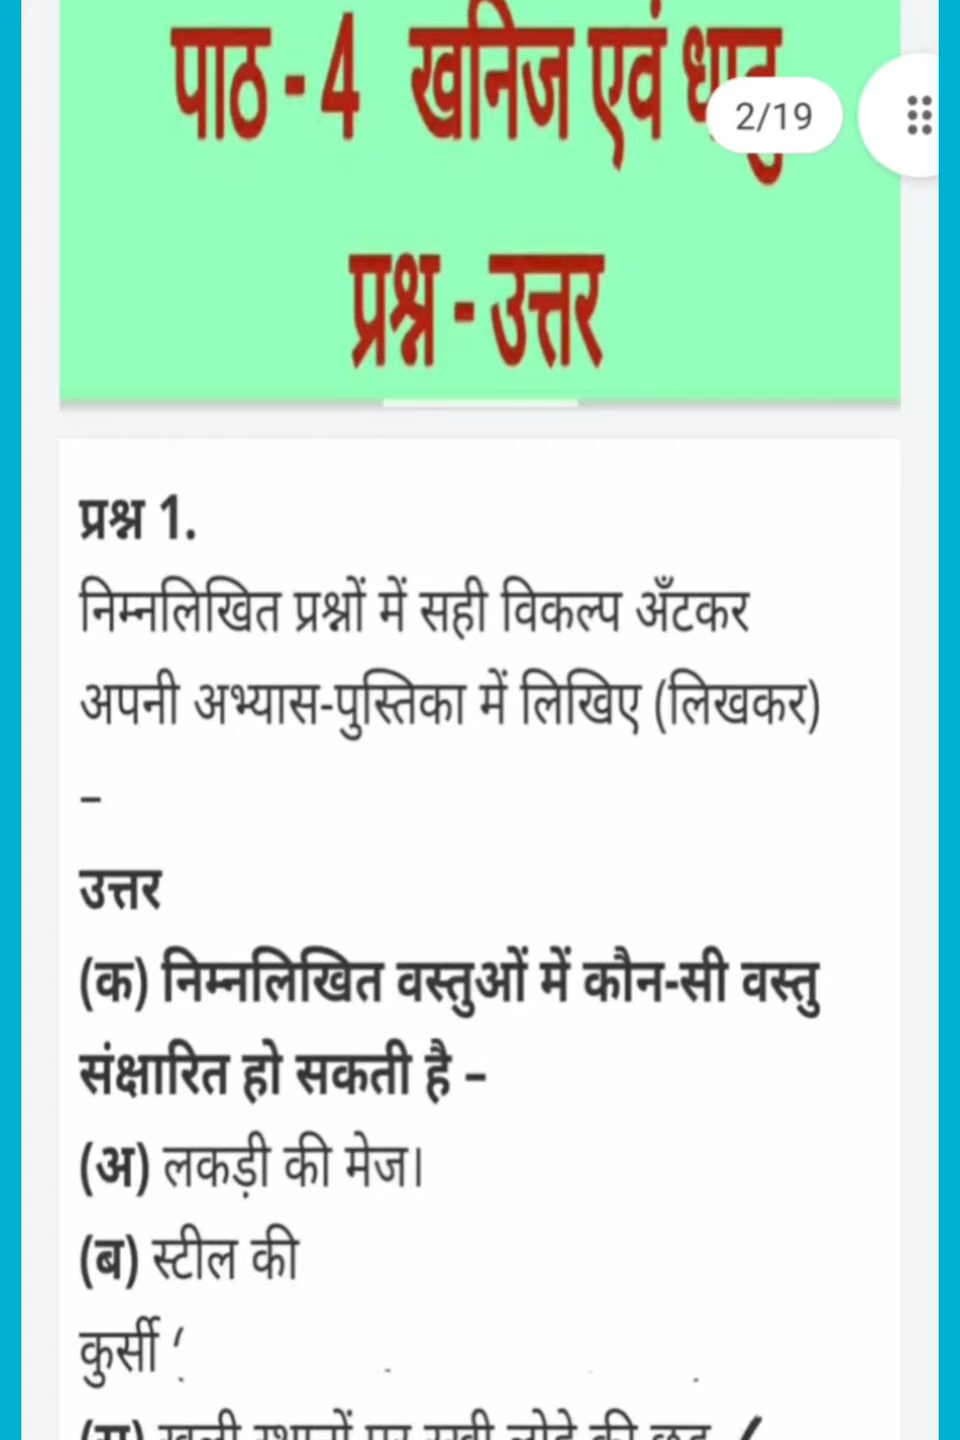 पाठ - 4 खनिज एवं धातु
2/19
प्रश्न - उत्तर
प्रश्न 1.
निम्नलिखित प्रश्नों में सही विकल्प अँटकर
अपनी अभ्यास-पुस्तिका में लिखिए (लिखकर)
–
उत्तर
(क) निम्नलिखित वस्तुओं में कौन-सी वस्तु
संक्षारित हो सकती है –
(अ) लकड़ी की मेज।
(ब) स्टील की
कुर्सी